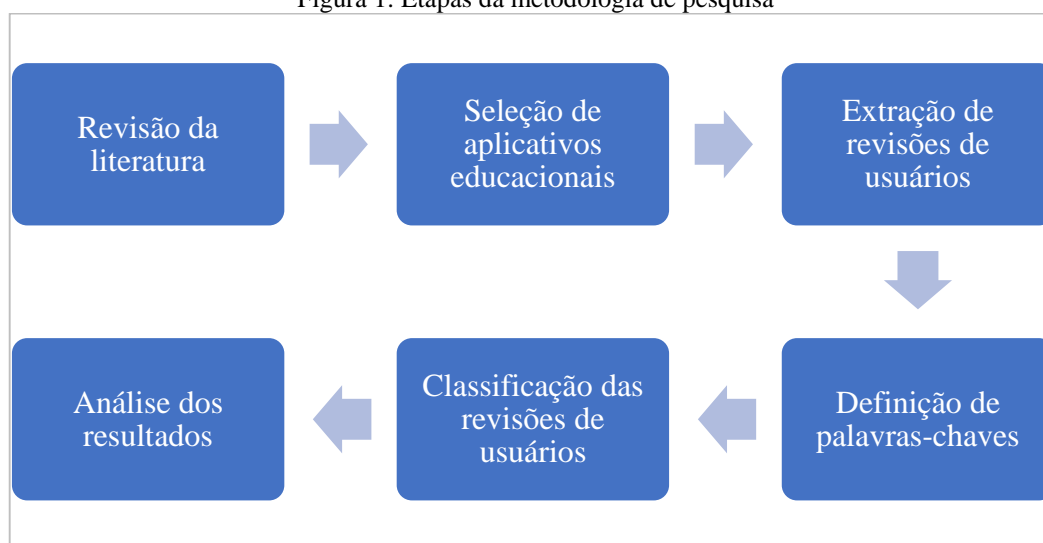 Figura 1: Etapas da metodologia de pesquisa
Revisão da
literatura
Seleção de
aplicativos
educacionais
Extração de
revisões de
usuários
Definição de
palavras-chaves
Classificação das
revisões de
usuários
Análise dos
resultados